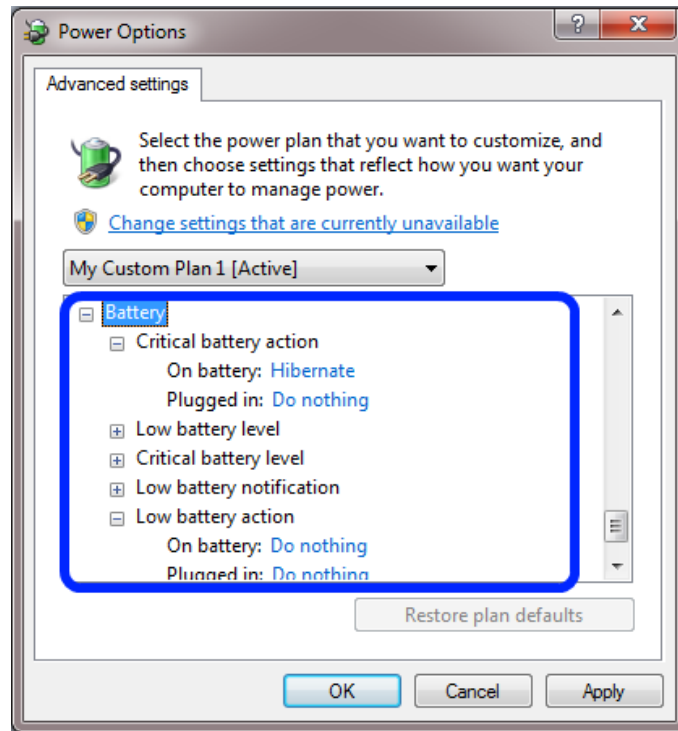 Power Options
Advanced settings
Select the power plan that you want to customize, and
then choose settings that reflect how you want your
computer to manage power.
Change settings that are currently unavailable
My Custom Plan 1 [Active]
Battery
Critical battery action
On battery: Hibernate
Plugged in: Do nothing
Low battery level
Critical battery level
Low battery notification
Low battery action
On battery: Do nothing
Plugged in: Do nothing
Restore plan defaults
OK Cancel Apply